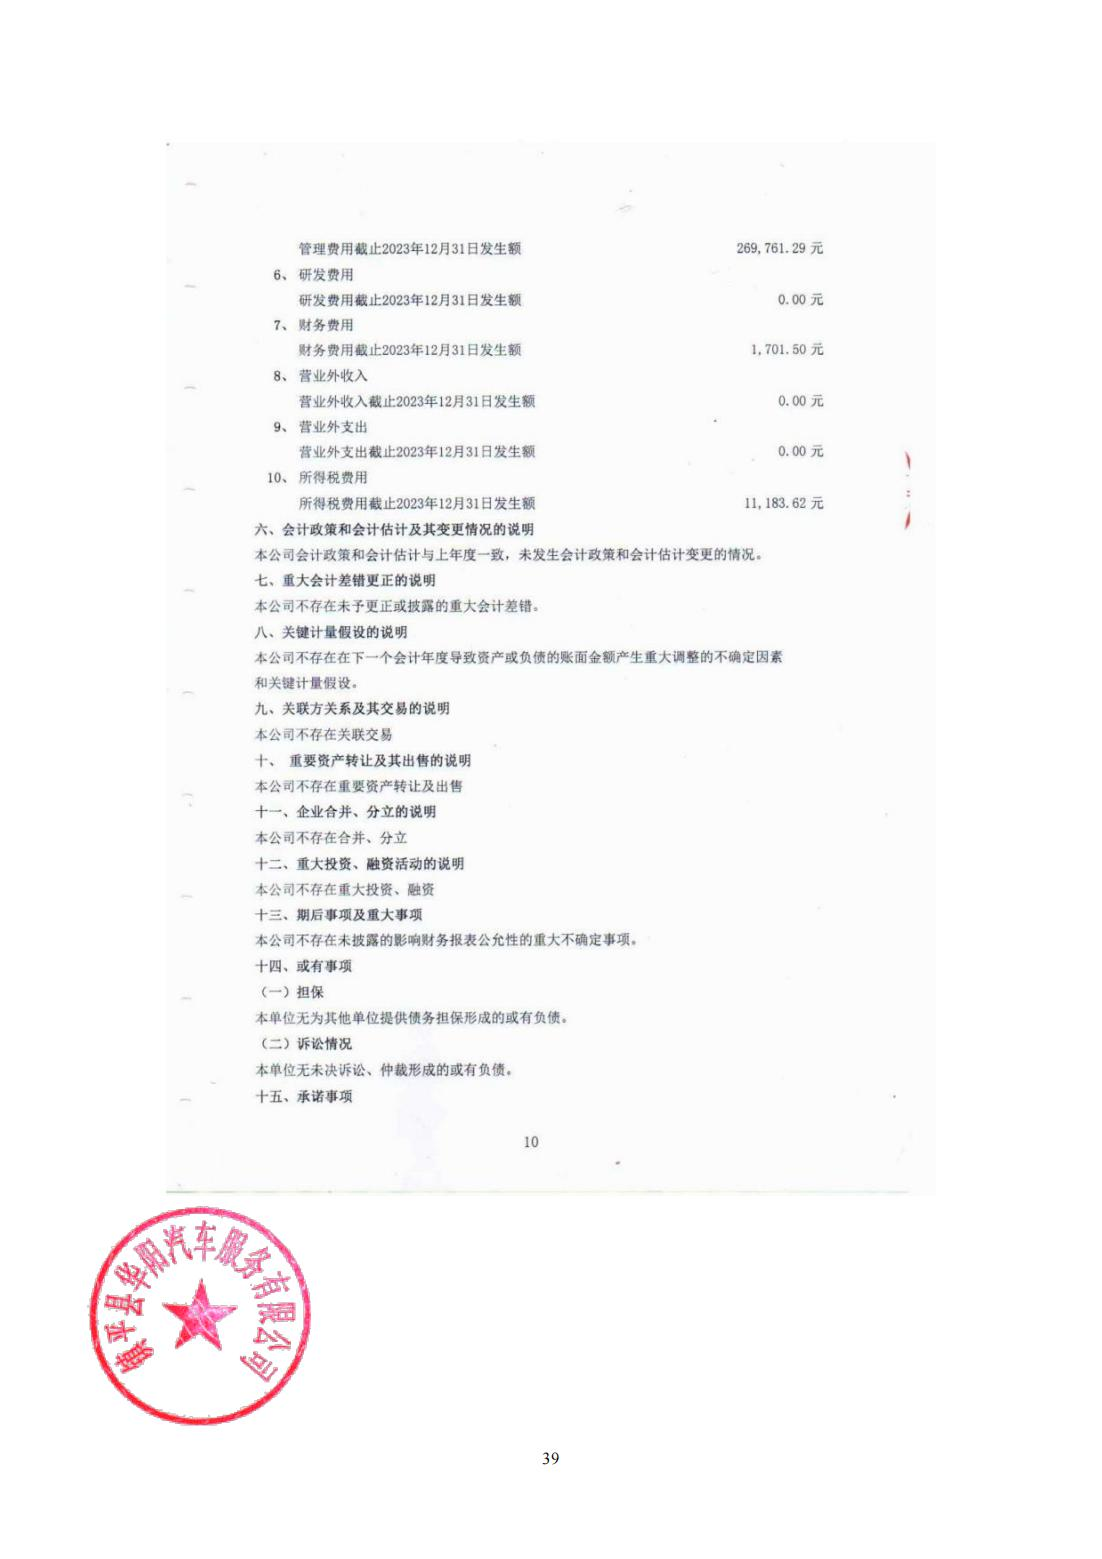 管理费用截止2023年12月31日发生额 269,761.29 元
6、 研发费用
研发费用截止2023年12月31日发生额 0.00 元
7、 财务费用
财务费用截止2023年12月31日发生额 1,701.50 元
8、 营业外收入
营业外收入截止2023年12月31日发生额 0.00 元
9、 营业外支出
营业外支出截止2023年12月31日发生额 0.00 元
10、 所得税费用
所得税费用截止2023年12月31日发生额 11,183.62 元
六、会计政策和会计估计及其变更情况的说明
本公司会计政策和会计估计与上年度一致，未发生会计政策和会计估计变更的情况。
七、重大会计差错更正的说明
本公司不存在未予更正或披露的重大会计差错。
八、关键计量假设的说明
本公司不存在在下一个会计年度导致资产或负债的账面金额产生重大调整的不确定因素
和关键计量假设。
九、关联方关系及其交易的说明
本公司不存在关联交易
十、 重要资产转让及其出售的说明
本公司不存在重要资产转让及出售
十一、企业合并、分立的说明
本公司不存在合并、分立
十二、重大投资、融资活动的说明
本公司不存在重大投资、融资
十三、期后事项及重大事项
本公司不存在未披露的影响财务报表公允性的重大不确定事项。
十四、或有事项
（一）担保
本单位无为其他单位提供债务担保形成的或有负债。
（二）诉讼情况
本单位无未决诉讼、仲裁形成的或有负债。
十五、承诺事项
10
镇平县华阳汽车服务有限公司
39